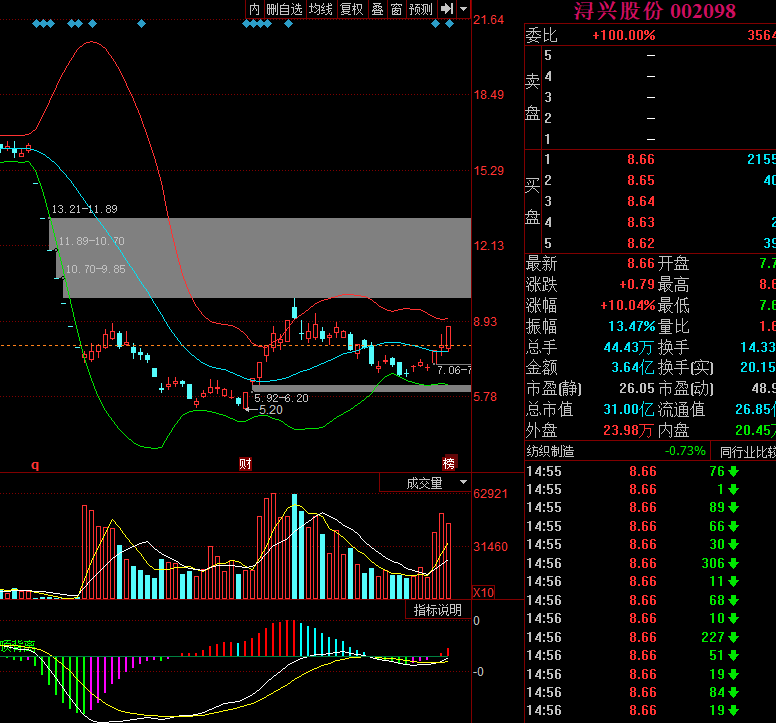 内 删自选 均线 复权 叠 窗 预测
浔兴股份 002098
21.64
18.49
15.29
12.13
8.93
5.78
13.21-11.89
11.89-10.70
10.70-9.85
7.06-7
5.92-6.20
5.20
q
财
榜
成交量
62921
31460
X10
指标说明
0
-0
顶背离
委比 +100.00% 3564
卖盘
5 —
4 —
3 —
2 —
1 —
买盘
1 8.66 2155
2 8.65 40
3 8.64
4 8.63 2
5 8.62 39
最新 8.66 开盘 7.7
涨跌 +0.79 最高 8.6
涨幅 +10.04% 最低 7.6
振幅 13.47% 量比 1.6
总手 44.43万 换手 14.33
金额 3.64亿 换手(实) 20.15
市盈(静) 26.05 市盈(动) 48.9
总市值 31.00亿 流通值 26.85亿
外盘 23.98万 内盘 20.45万
纺织制造 -0.73% 同行业比较
14:55 8.66 76
14:55 8.66 1
14:55 8.66 89
14:55 8.66 66
14:55 8.66 30
14:56 8.66 306
14:56 8.66 11
14:56 8.66 68
14:56 8.66 10
14:56 8.66 227
14:56 8.66 51
14:56 8.66 19
14:56 8.66 84
14:56 8.66 19